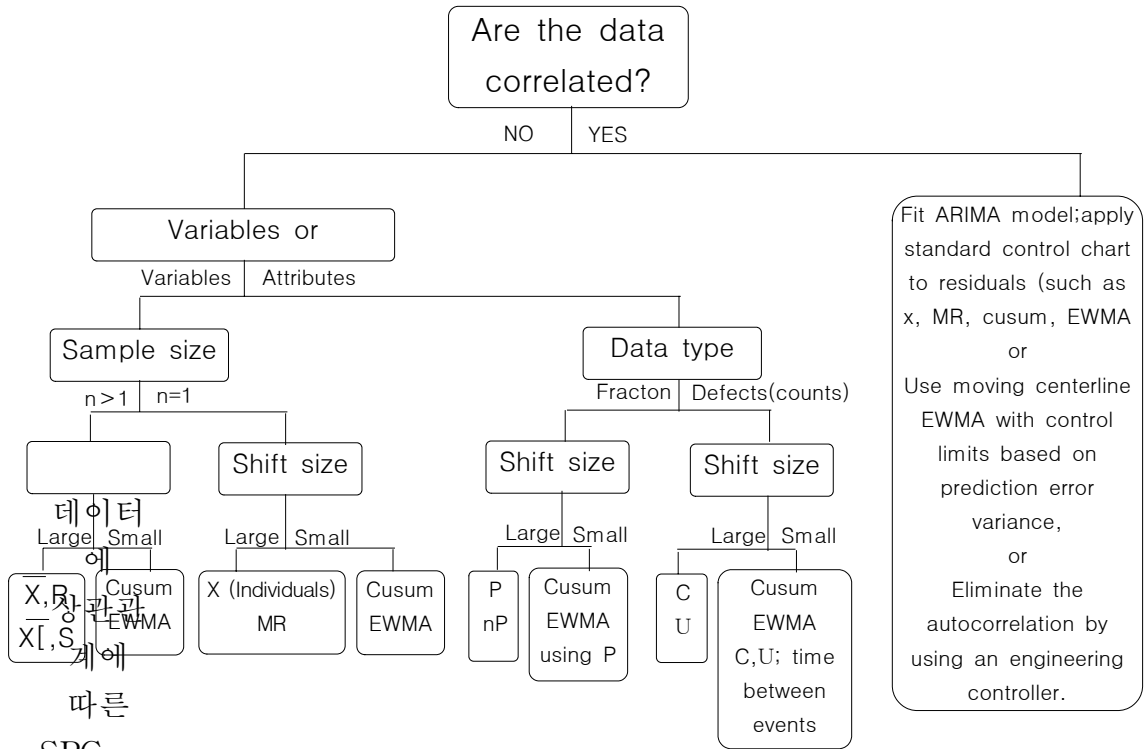 Are the data
correlated?
NO YES
Variables or
Variables Attributes
Sample size
n>1 n=1
Shift size
Large Small
Large Small
X,R
X[,S
Cusum
EWMA
X (Individuals)
MR
Cusum
EWMA
데이터
에
상관관
계에
따른
SPC
Data type
Fracton Defects(counts)
Shift size
Shift size
Large Small
Large Small
P
nP
Cusum
EWMA
using P
C
U
Cusum
EWMA
C,U; time
between
events
Fit ARIMA model;apply
standard control chart
to residuals (such as
x, MR, cusum, EWMA
or
Use moving centerline
EWMA with control
limits based on
prediction error
variance,
or
Eliminate the
autocorrelation by
using an engineering
controller.